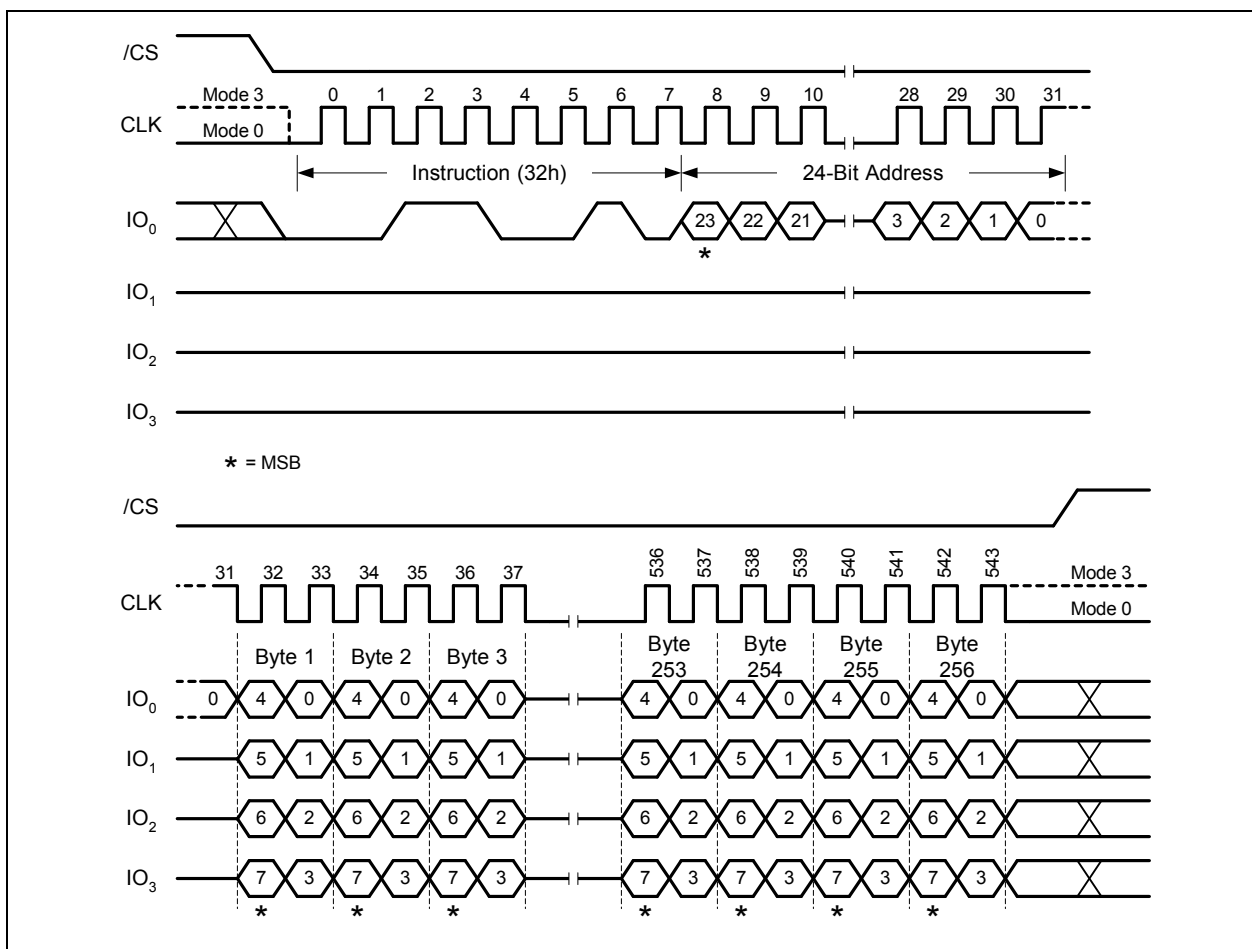 /CS
Mode 3 0 1 2 3 4 5 6 7 8 9 10 28 29 30 31
CLK
Mode 0
Instruction (32h) 24-Bit Address
IO0 23 22 21 3 2 1 0
*
IO1
IO2
IO3
* = MSB
/CS
31 32 33 34 35 36 37 536 537 538 539 540 541 542 543
CLK Mode 3
Mode 0
Byte 1 Byte 2 Byte 3 Byte 253 Byte 254 Byte 255 Byte 256
IO0 0 4 0 4 0 4 0 4 0 4 0 4 0 4 0
IO1 5 1 5 1 5 1 5 1 5 1 5 1 5 1
IO2 6 2 6 2 6 2 6 2 6 2 6 2 6 2
IO3 7 3 7 3 7 3 7 3 7 3 7 3 7 3
* * * * * * *